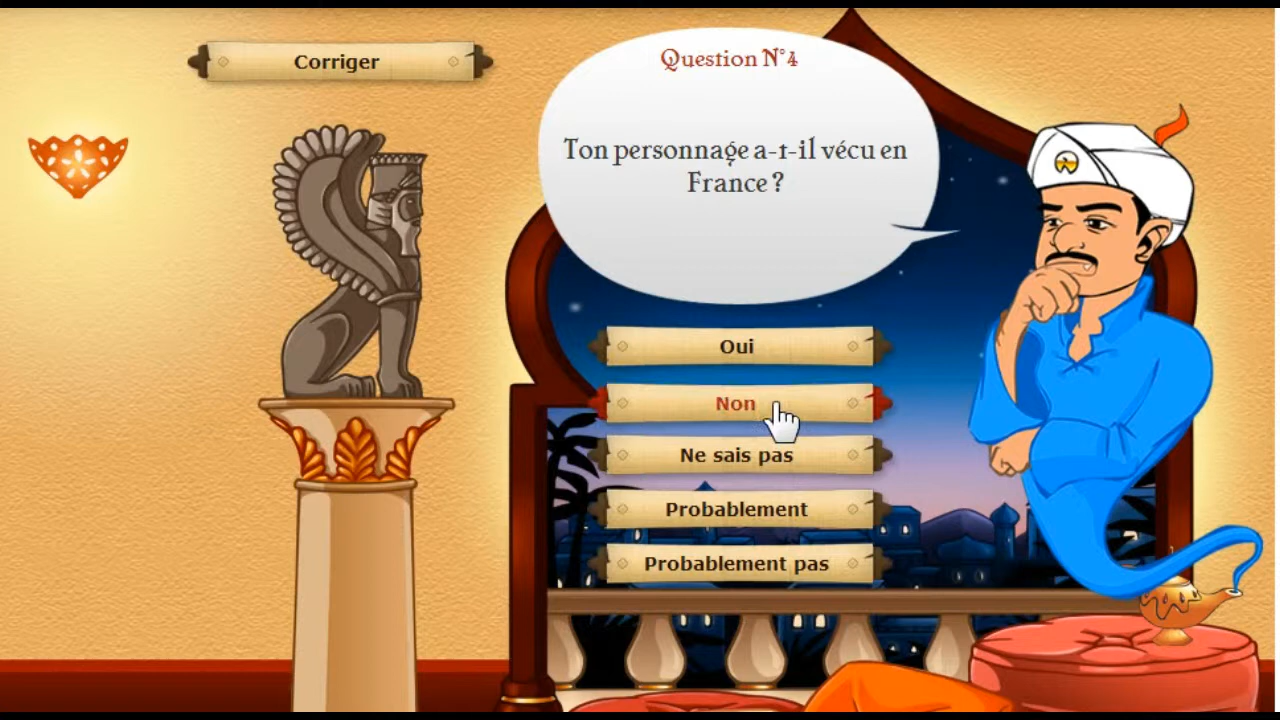 Corriger
Question N°4
Ton personnage a-t-il vécu en
France ?
Oui
Non
Ne sais pas
Probablement
Probablement pas